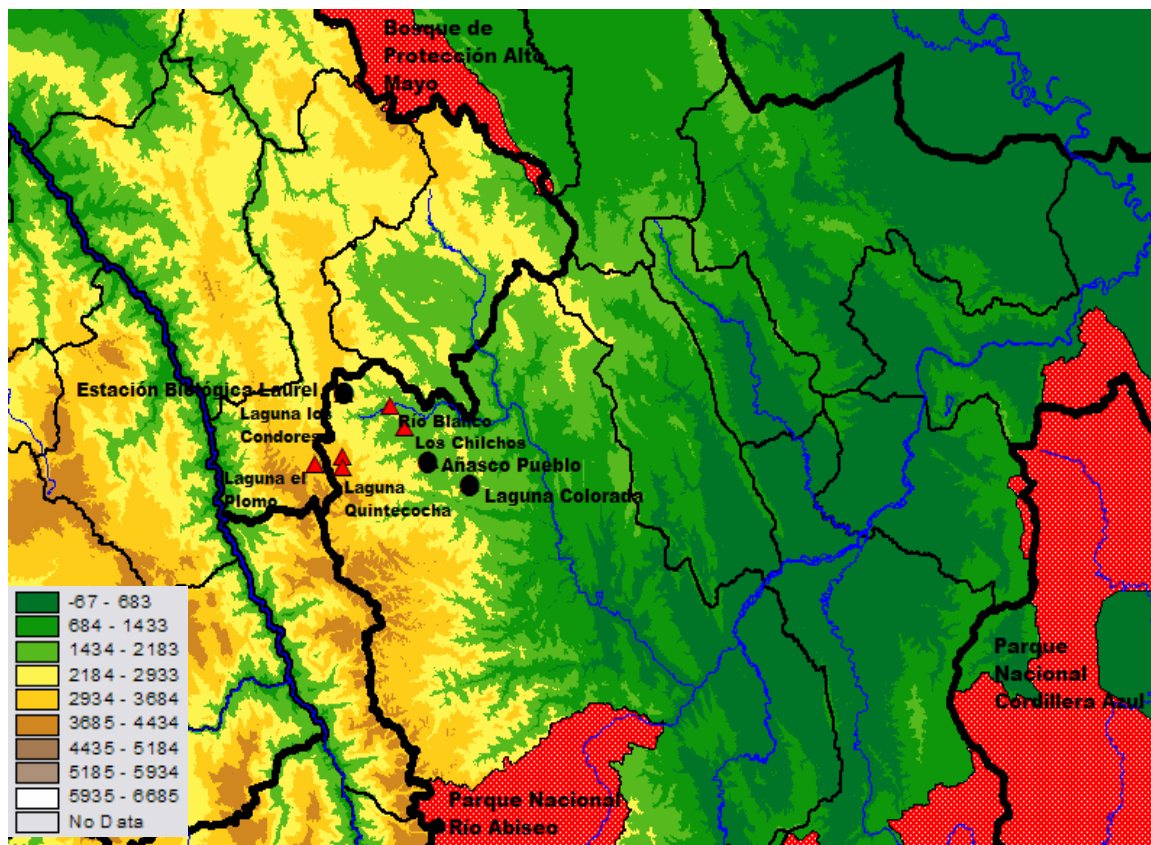 Bosque de
Protección Alto
Mayo
Estación Biológica Laurel
Laguna los
Condores
Río Blanco
Los Chilchos
Añasco Pueblo
Laguna el
Plomo
Laguna
Quintecocha
Laguna Colorada
-67 - 683
684 - 1433
1434 - 2183
2184 - 2933
2934 - 3684
3685 - 4434
4435 - 5184
5185 - 5934
5935 - 6685
No Data
Parque
Nacional
Cordillera Azul
Parque Nacional
Río Abiseo